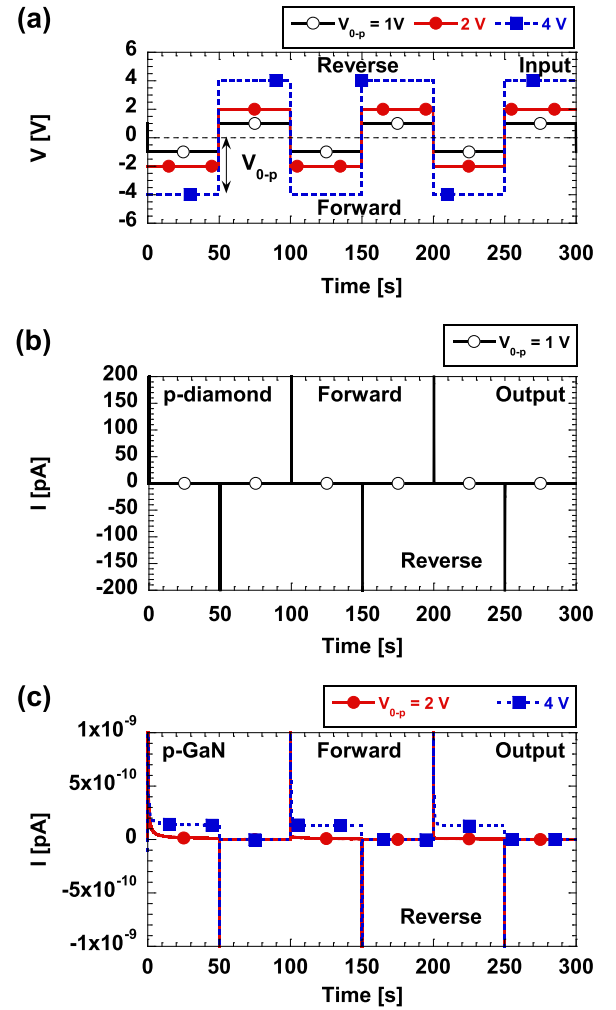 (a)
V0-p = 1V 2 V 4 V
6
4
2
0
-2
-4
-6
V [V]
Reverse Input
V0-p
Forward
0 50 100 150 200 250 300
Time [s]
(b)
V0-p = 1 V
200
150
100
50
0
-50
-100
-150
-200
I [pA]
p-diamond Forward Output
Reverse
0 50 100 150 200 250 300
Time [s]
(c)
V0-p = 2 V 4 V
1x10-9
5x10-10
0
-5x10-10
-1x10-9
I [pA]
p-GaN Forward Output
Reverse
0 50 100 150 200 250 300
Time [s]